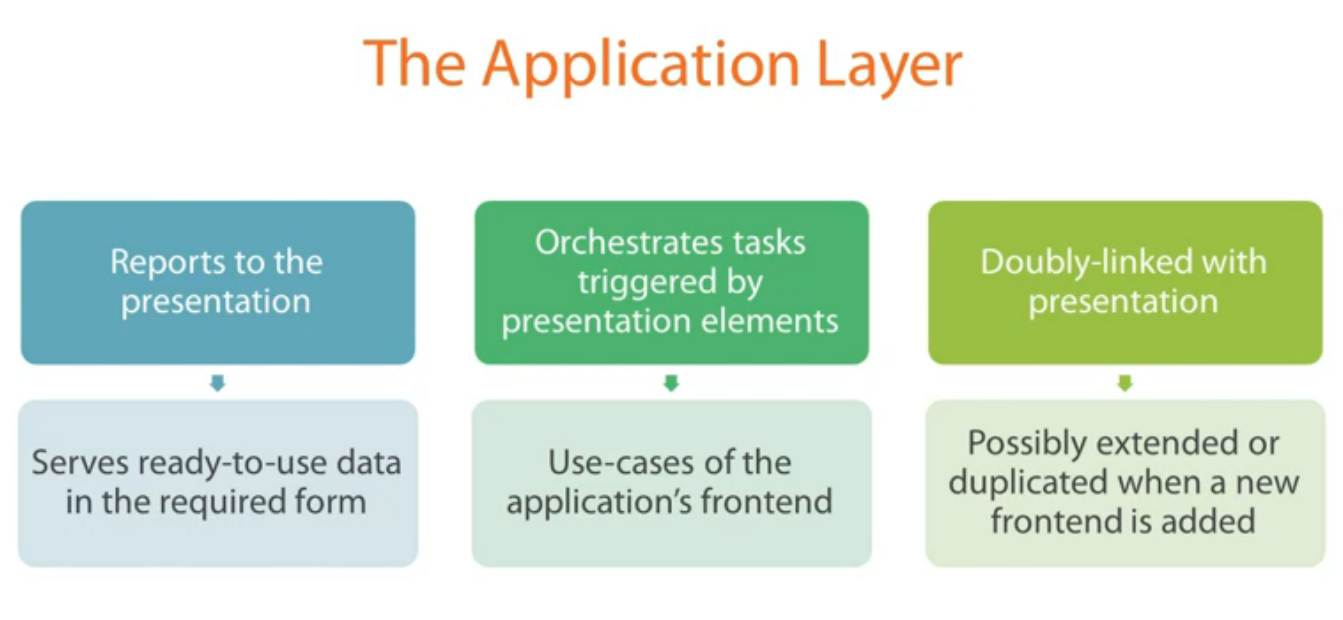 The Application Layer
Reports to the
presentation
Serves ready-to-use data
in the required form
Orchestrates tasks
triggered by
presentation elements
Use-cases of the
application’s frontend
Doubly-linked with
presentation
Possibly extended or
duplicated when a new
frontend is added